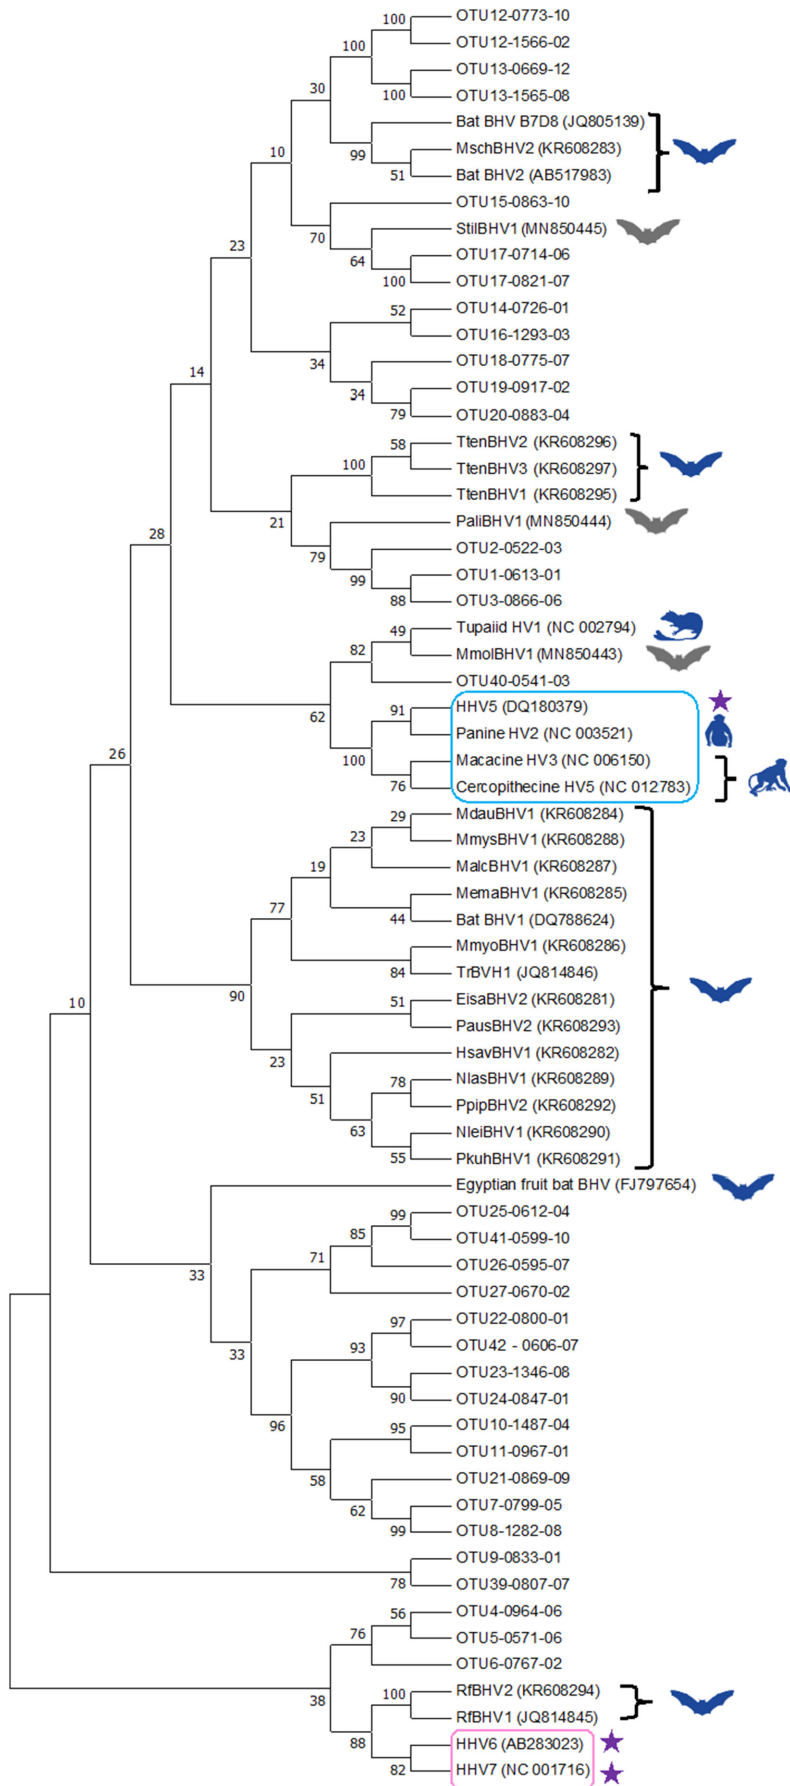 OTU12-0773-10
100
OTU12-1566-02
100
OTU13-0669-12
30
100
OTU13-1565-08
Bat BHV B7D8 (JQ805139)
10
99
MschBHV2 (KR608283)
51
Bat BHV2 (AB517983)
OTU15-0863-10
23
70
StilBHV1 (MN850445)
64
OTU17-0714-06
100
OTU17-0821-07
52
OTU14-0726-01
OTU16-1293-03
14
34
OTU18-0775-07
34
OTU19-0917-02
79
OTU20-0883-04
58
TtenBHV2 (KR608296)
100
TtenBHV3 (KR608297)
TtenBHV1 (KR608295)
28
21
PaliBHV1 (MN850444)
79
OTU2-0522-03
99
OTU1-0613-01
88
OTU3-0866-06
49
Tupaiid HV1 (NC 002794)
82
MmolBHV1 (MN850443)
OTU40-0541-03
62
91
HHV5 (DQ180379)
100
Panine HV2 (NC 003521)
26
Macacine HV3 (NC 006150)
76
Cercopithecine HV5 (NC 012783)
29
MdauBHV1 (KR608284)
23
MmysBHV1 (KR608288)
19
MalcBHV1 (KR608287)
77
MemaBHV1 (KR608285)
44
Bat BHV1 (DQ788624)
MmyoBHV1 (KR608286)
84
TrBVH1 (JQ814846)
90
51
EisaBHV2 (KR608281)
10
PausBHV2 (KR608293)
23
HsavBHV1 (KR608282)
51
78
NlasBHV1 (KR608289)
63
PpipBHV2 (KR608292)
NleiBHV1 (KR608290)
55
PkuhBHV1 (KR608291)
Egyptian fruit bat BHV (FJ797654)
99
OTU25-0612-04
85
OTU41-0599-10
71
OTU26-0595-07
33
OTU27-0670-02
97
OTU22-0800-01
93
OTU42 - 0606-07
33
OTU23-1346-08
90
OTU24-0847-01
96
95
OTU10-1487-04
OTU11-0967-01
58
OTU21-0869-09
62
OTU7-0799-05
99
OTU8-1282-08
OTU9-0833-01
78
OTU39-0807-07
56
OTU4-0964-06
76
OTU5-0571-06
OTU6-0767-02
38
100
RfBHV2 (KR608294)
88
RfBHV1 (JQ814845)
HHV6 (AB283023)
82
HHV7 (NC 001716)